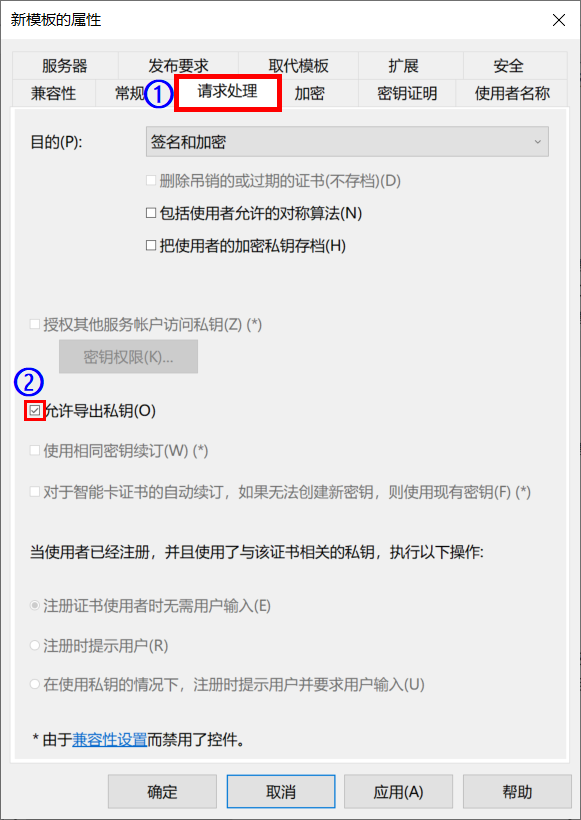 新模板的属性
服务器 发布要求 取代模板 扩展 安全
兼容性 常规 1 请求处理 加密 密钥证明 使用者名称
目的(P): 签名和加密
删除吊销的或过期的证书(不存档)(D)
包括使用者允许的对称算法(N)
把使用者的加密私钥存档(H)
授权其他服务帐户访问私钥(Z) (*)
密钥权限(K)...
2
允许导出私钥(O)
使用相同密钥续订(W) (*)
对于智能卡证书的自动续订，如果无法创建新密钥，则使用现有密钥(F) (*)
当使用者已经注册，并且使用了与该证书相关的私钥，执行以下操作:
注册证书使用者时无需用户输入(E)
注册时提示用户(R)
在使用私钥的情况下，注册时提示用户并要求用户输入(U)
* 由于兼容性设置而禁用了控件。
确定 取消 应用(A) 帮助